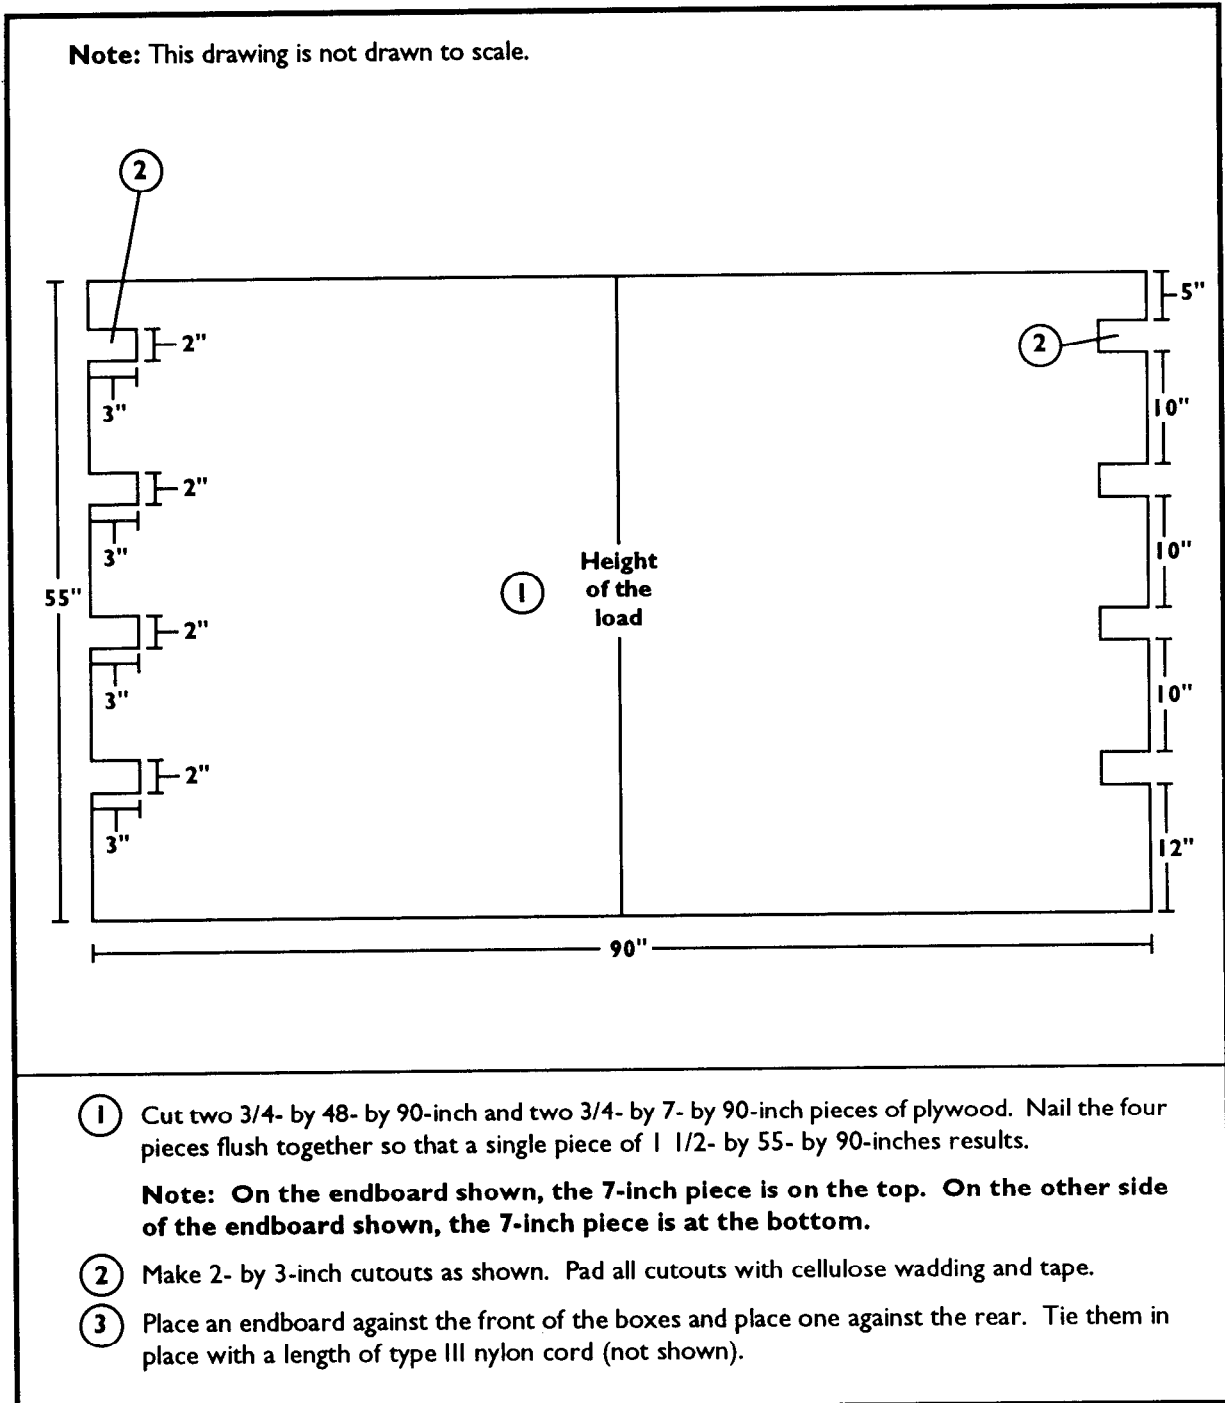 Note: This drawing is not drawn to scale.
2
5"
2"
2
3"
10"
2"
3"
10"
Height
of the
load
1
55"
2"
3"
10"
2"
3"
12"
90"
1 Cut two 3/4- by 48- by 90-inch and two 3/4- by 7- by 90-inch pieces of plywood. Nail the four
pieces flush together so that a single piece of 1 1/2- by 55- by 90-inches results.
Note: On the endboard shown, the 7-inch piece is on the top. On the other side
of the endboard shown, the 7-inch piece is at the bottom.
2 Make 2- by 3-inch cutouts as shown. Pad all cutouts with cellulose wadding and tape.
3 Place an endboard against the front of the boxes and place one against the rear. Tie them in
place with a length of type III nylon cord (not shown).